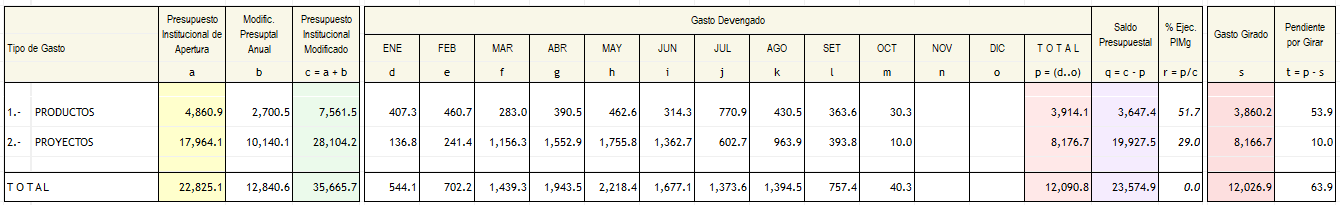 Tipo de Gasto Presupuesto Institucional de Apertura a Modific. Presuptal Anual b Presupuesto Institucional Modificado c = a + b Gasto Devengado Saldo Presupuestal q = c - p % Ejec. PIMg r = p/c Gasto Girado s Pendiente por Girar t = p - s
ENE FEB MAR ABR MAY JUN JUL AGO SET OCT NOV DIC T O T A L
d e f g h i j k l m n o p = (d..o)
1.- PRODUCTOS 4,860.9 2,700.5 7,561.5 407.3 460.7 283.0 390.5 462.6 314.3 770.9 430.5 363.6 30.3 3,914.1 3,647.4 51.7 3,860.2 53.9
2.- PROYECTOS 17,964.1 10,140.1 28,104.2 136.8 241.4 1,156.3 1,552.9 1,755.8 1,362.7 602.7 963.9 393.8 10.0 8,176.7 19,927.5 29.0 8,166.7 10.0
T O T A L 22,825.1 12,840.6 35,665.7 544.1 702.2 1,439.3 1,943.5 2,218.4 1,677.1 1,373.6 1,394.5 757.4 40.3 12,090.8 23,574.9 0.0 12,026.9 63.9